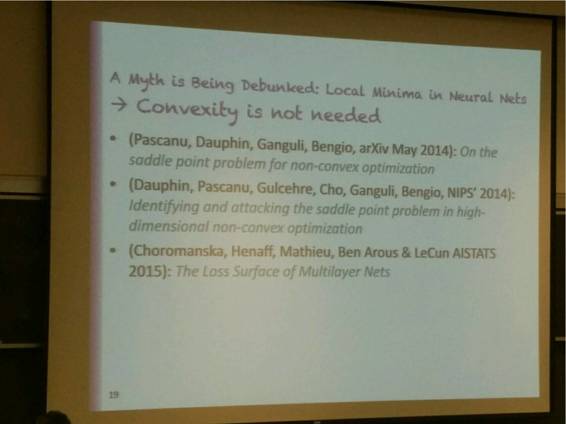 A Myth is Being Debunked: Local Minima in Neural Nets
→ Convexity is not needed
• (Pascanu, Dauphin, Ganguli, Bengio, arXiv May 2014): On the
saddle point problem for non-convex optimization
• (Dauphin, Pascanu, Gulcehre, Cho, Ganguli, Bengio, NIPS' 2014):
Identifying and attacking the saddle point problem in high-
dimensional non-convex optimization
• (Choromanska, Henaff, Mathieu, Ben Arous & LeCun AISTATS
2015): The Loss Surface of Multilayer Nets
19